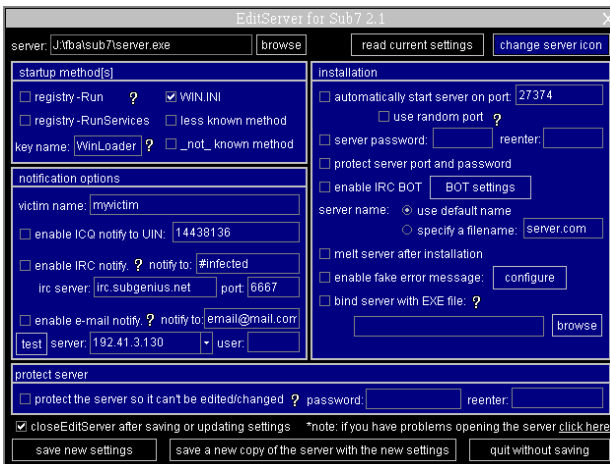 EditServer for Sub7 2.1 X
server: J:\fba\sub7\server.exe browse read current settings change server icon
startup method[s]
registry-Run ? WIN.INI
registry-RunServices less known method
key name: WinLoader ? _not_ known method
notification options
victim name: myvictim
enable ICQ notify to UIN: 14438136
enable IRC notify. ? notify to: #infected
irc server: irc.subgenius.net port: 6667
enable e-mail notify. ? notify to: email@mail.com
test server: 192.41.3.130 user:
installation
automatically start server on port: 27374
use random port ?
server password: reenter:
protect server port and password
enable IRC BOT BOT settings
server name: use default name
specify a filename: server.com
melt server after installation
enable fake error message: configure
bind server with EXE file: ?
browse
protect server
protect the server so it can't be edited/changed ? password: reenter:
closeEditServer after saving or updating settings *note: if you have problems opening the server click here
save new settings save a new copy of the server with the new settings quit without saving